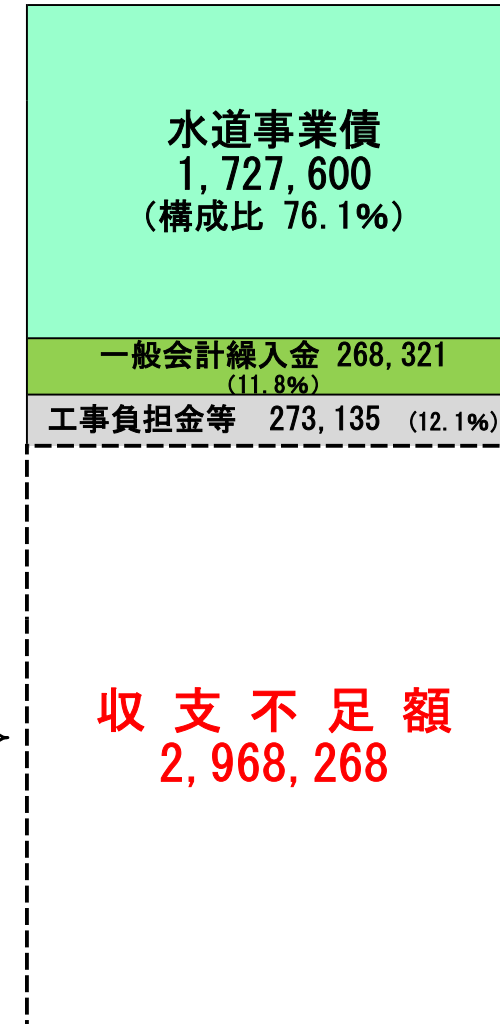 水道事業債
1,727,600
(構成比 76.1%)
一般会計繰入金 268,321
(11.8%)
工事負担金等 273,135 (12.1%)
収支不足額
2,968,268